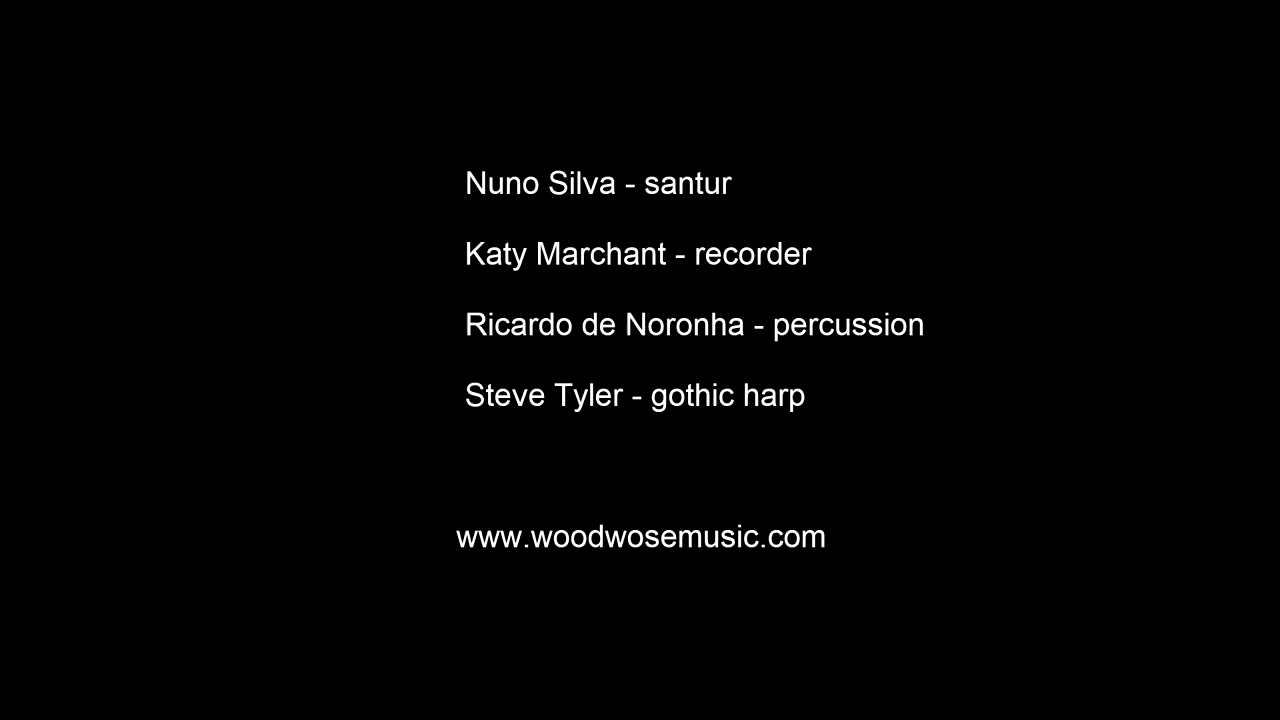 Nuno Silva - santur
Katy Marchant - recorder
Ricardo de Noronha - percussion
Steve Tyler - gothic harp
www.woodwosemusic.com